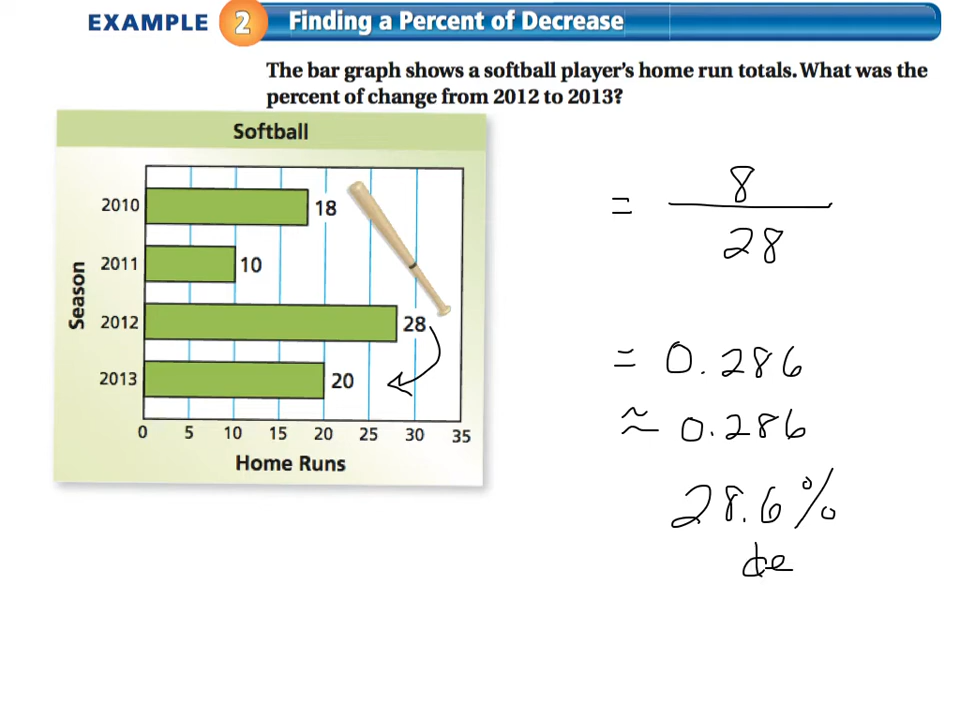 EXAMPLE 2 Finding a Percent of Decrease
The bar graph shows a softball player's home run totals. What was the
percent of change from 2012 to 2013?
Softball
Season
2010 18
2011 10
2012 28
2013 20
0 5 10 15 20 25 30 35
Home Runs
= 8
28
= 0.286
≈ 0.286
28.6%
de